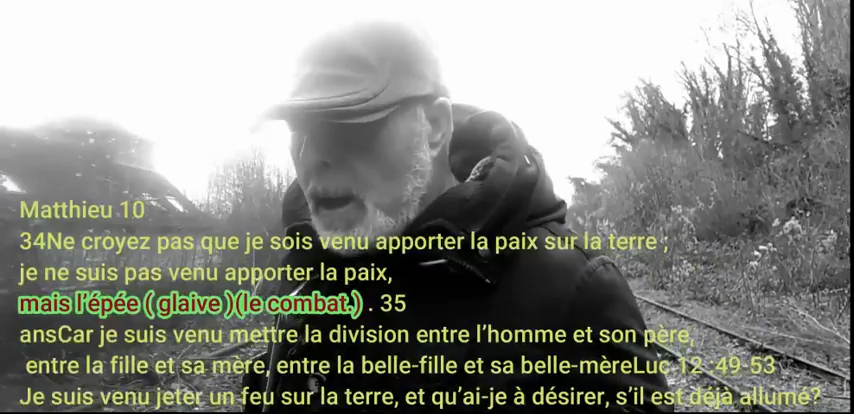 Matthieu 10
34Ne croyez pas que je sois venu apporter la paix sur la terre ;
je ne suis pas venu apporter la paix,
mais l'épée ( glaive )(le combat.) . 35
ansCar je suis venu mettre la division entre l'homme et son père,
entre la fille et sa mère, entre la belle-fille et sa belle-mèreLuc 12 :49-53
Je suis venu jeter un feu sur la terre, et qu'ai-je à désirer, s'il est déjà allumé?